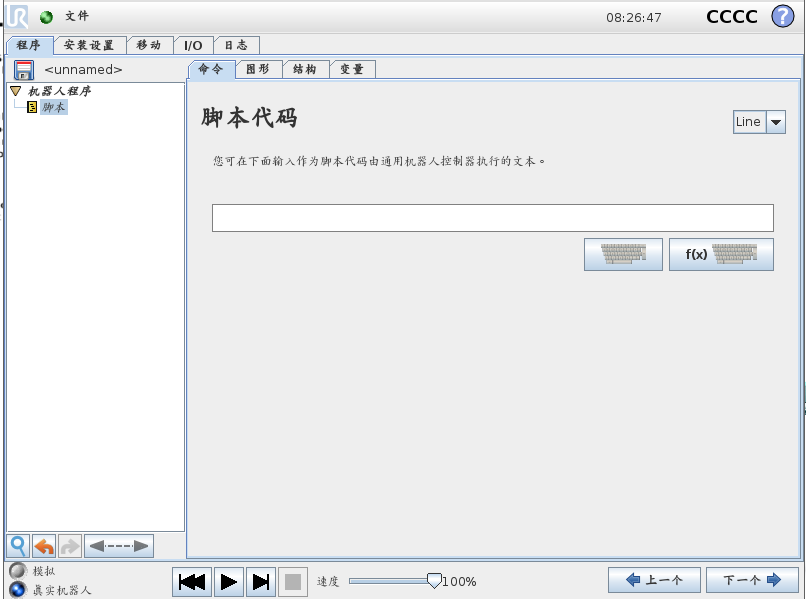 UR 文件 08:26:47 CCCC ?
程序 安装设置 移动 I/O 日志
<unnamed> 命令 图形 结构 变量
机器人程序
脚本
脚本代码
Line
您可在下面输入作为脚本代码由通用机器人控制器执行的文本。
f(x)
模拟
真实机器人
速度 100% 上一个 下一个